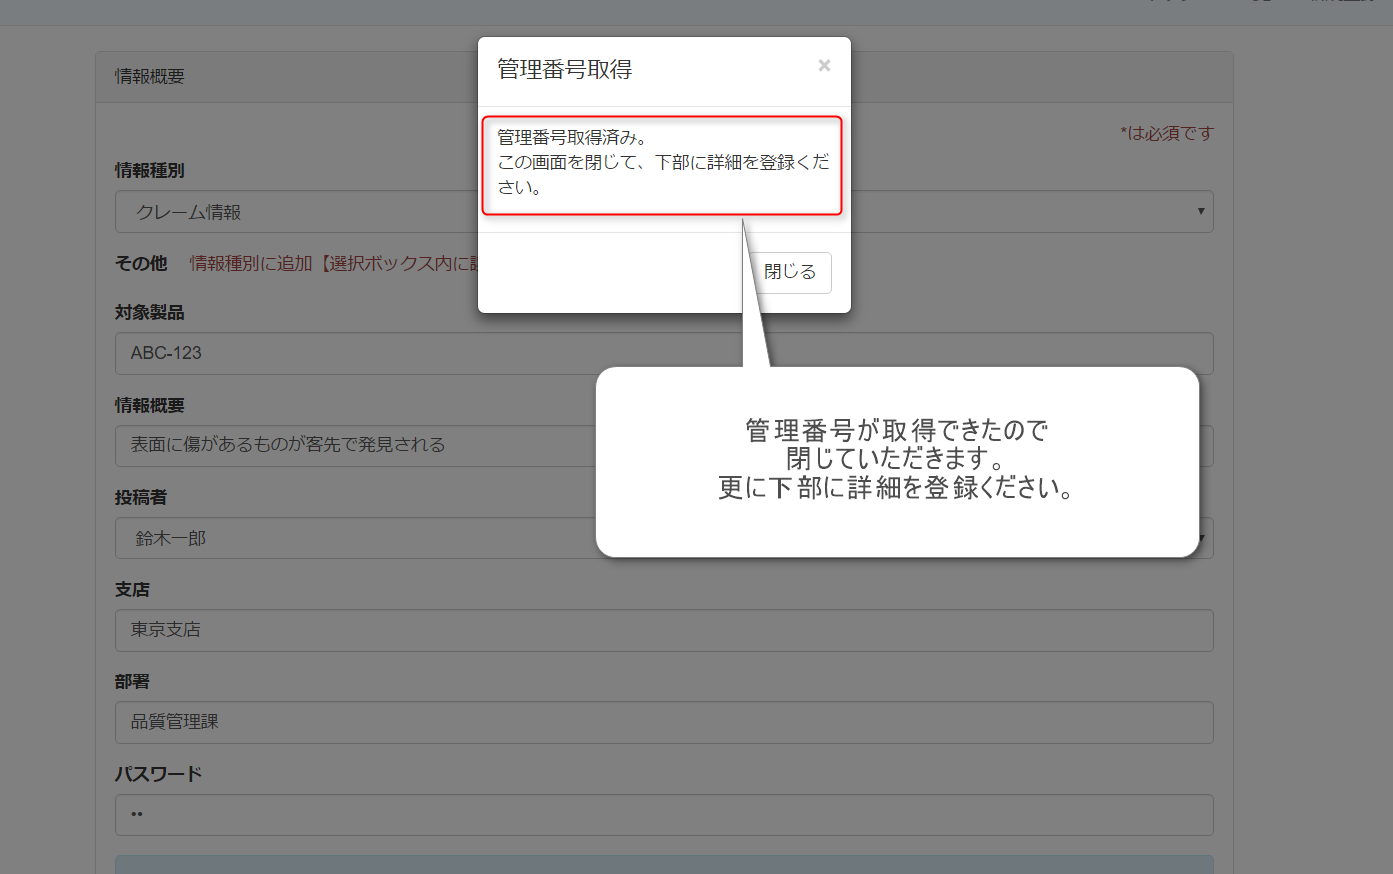 管理番号取得
×
情報概要
管理番号取得済み。
この画面を閉じて、下部に詳細を登録くだ
さい。
*は必須です
情報種別
クレーム情報
その他 情報種別に追加【選択ボックス内に
閉じる
対象製品
ABC-123
情報概要
表面に傷があるものが客先で発見される
管理番号が取得できたので
閉じていただきます。
更に下部に詳細を登録ください。
投稿者
鈴木一郎
支店
東京支店
部署
品質管理課
パスワード
••